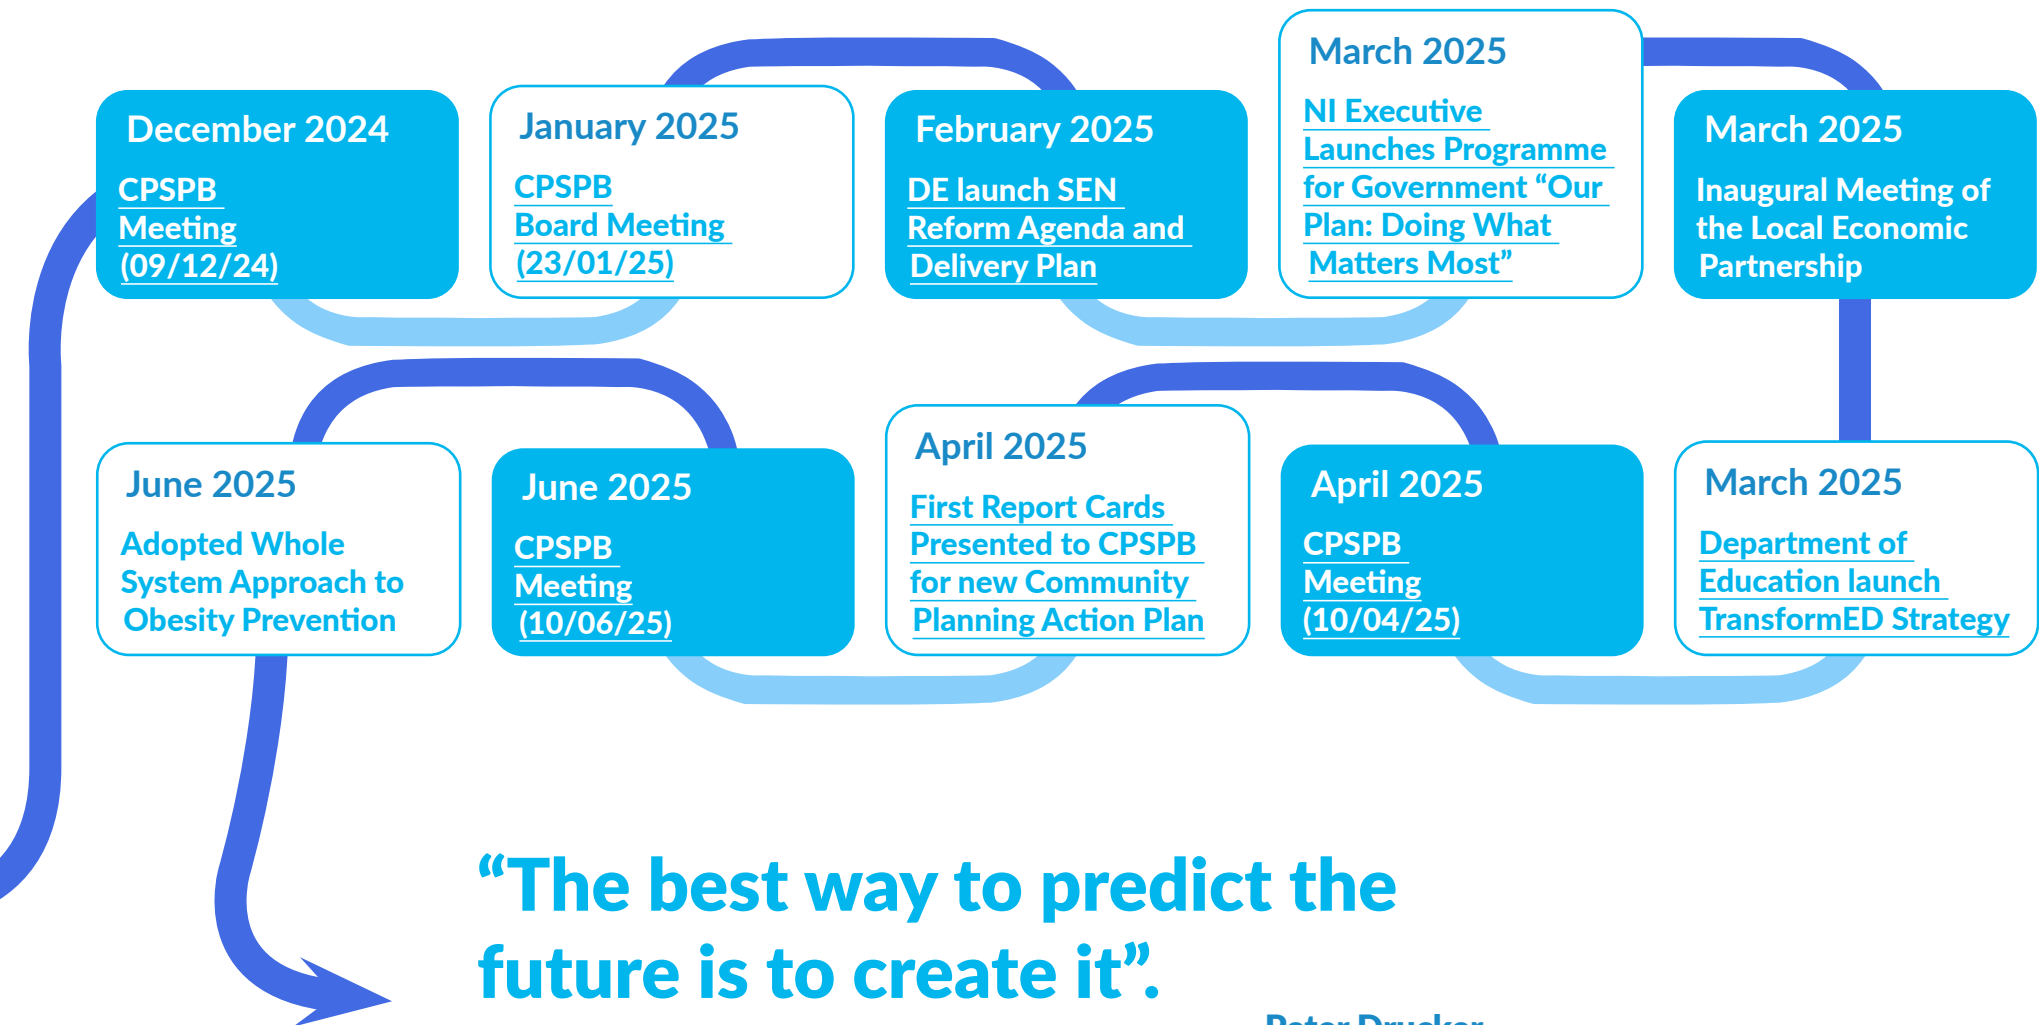 December 2024
CPSPB
Meeting
(09/12/24)
January 2025
CPSPB
Board Meeting
(23/01/25)
February 2025
DE launch SEN
Reform Agenda and
Delivery Plan
March 2025
NI Executive
Launches Programme
for Government “Our
Plan: Doing What
Matters Most”
March 2025
Inaugural Meeting of
the Local Economic
Partnership
June 2025
Adopted Whole
System Approach to
Obesity Prevention
June 2025
CPSPB
Meeting
(10/06/25)
April 2025
First Report Cards
Presented to CPSPB
for new Community
Planning Action Plan
April 2025
CPSPB
Meeting
(10/04/25)
March 2025
Department of
Education launch
TransformED Strategy
“The best way to predict the
future is to create it”.
Peter Drucker